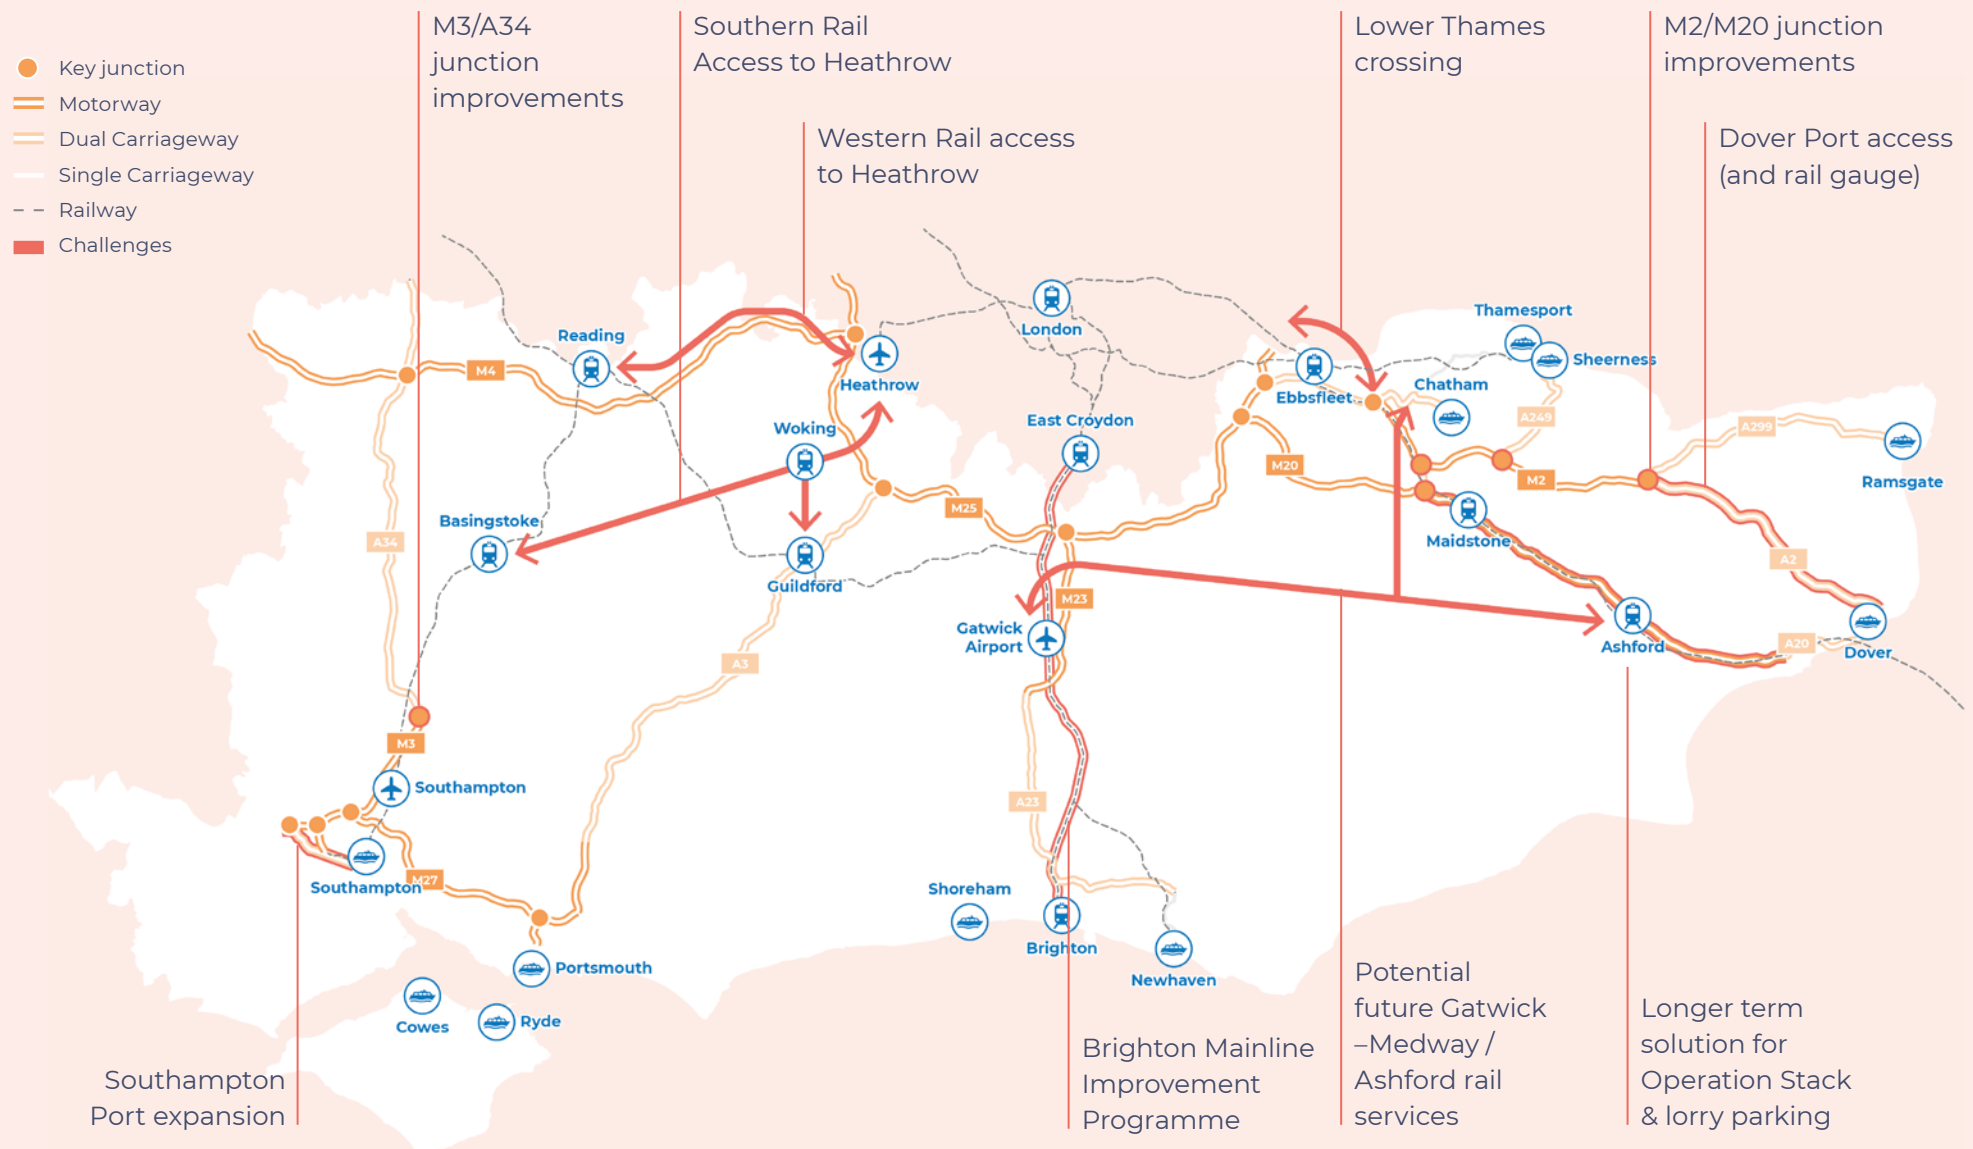 M3/A34
junction
improvements
Southern Rail
Access to Heathrow
Lower Thames
crossing
M2/M20 junction
improvements
Western Rail access
to Heathrow
Dover Port access
(and rail gauge)
Key junction
Motorway
Dual Carriageway
Single Carriageway
Railway
Challenges
Reading
M4
Heathrow
London
Thamesport
Sheerness
Ebbsfleet
Chatham
A249
A299
Ramsgate
Woking
East Croydon
M20
M2
M25
Basingstoke
A34
Guildford
Maidstone
A2
M23
Gatwick
Airport
Ashford
A20
Dover
A3
M3
Southampton
A23
Southampton
M27
Shoreham
Brighton
Newhaven
Portsmouth
Cowes
Ryde
Southampton
Port expansion
Brighton Mainline
Improvement
Programme
Potential
future Gatwick
–Medway /
Ashford rail
services
Longer term
solution for
Operation Stack
& lorry parking